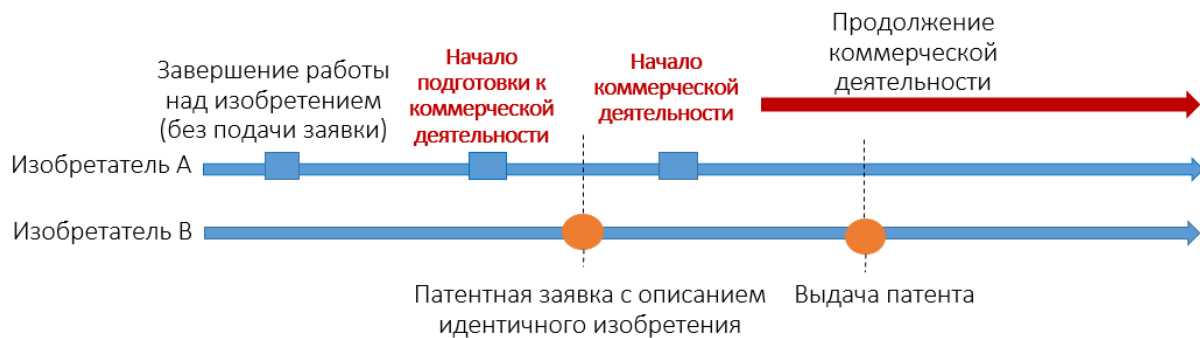 Завершение работы
над изобретением
(без подачи заявки)
Начало
подготовки к
коммерческой
деятельности
Начало
коммерческой
деятельности
Продолжение
коммерческой
деятельности
Изобретатель А
Изобретатель В
Патентная заявка с описанием
идентичного изобретения
Выдача патента